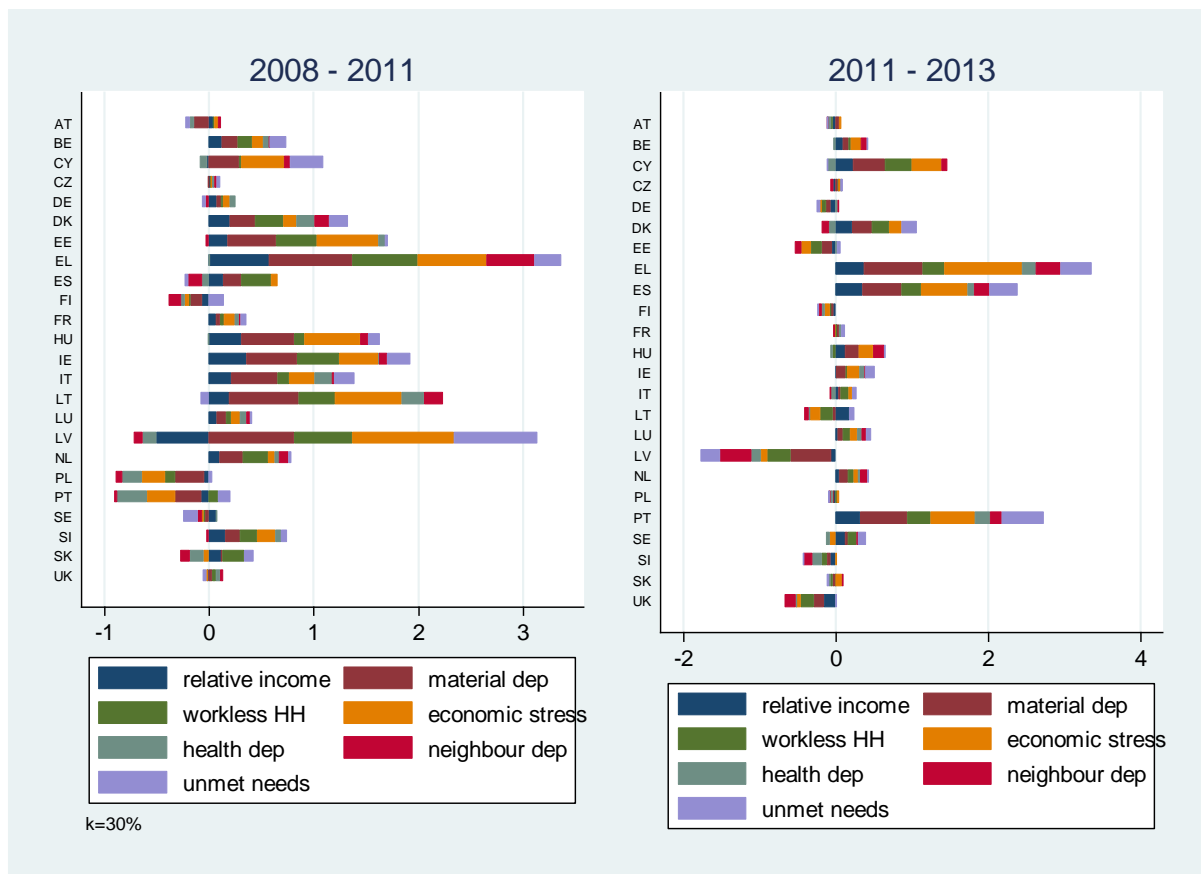 2008 - 2011
AT
BE
CY
CZ
DE
DK
EE
EL
ES
FI
FR
HU
IE
IT
LT
LU
LV
NL
PL
PT
SE
SI
SK
UK
-1 0 1 2 3
relative income material dep
workless HH economic stress
health dep neighbour dep
unmet needs
k=30%
2011 - 2013
AT
BE
CY
CZ
DE
DK
EE
EL
ES
FI
FR
HU
IE
IT
LT
LU
LV
NL
PL
PT
SE
SI
SK
UK
-2 0 2 4
relative income material dep
workless HH economic stress
health dep neighbour dep
unmet needs